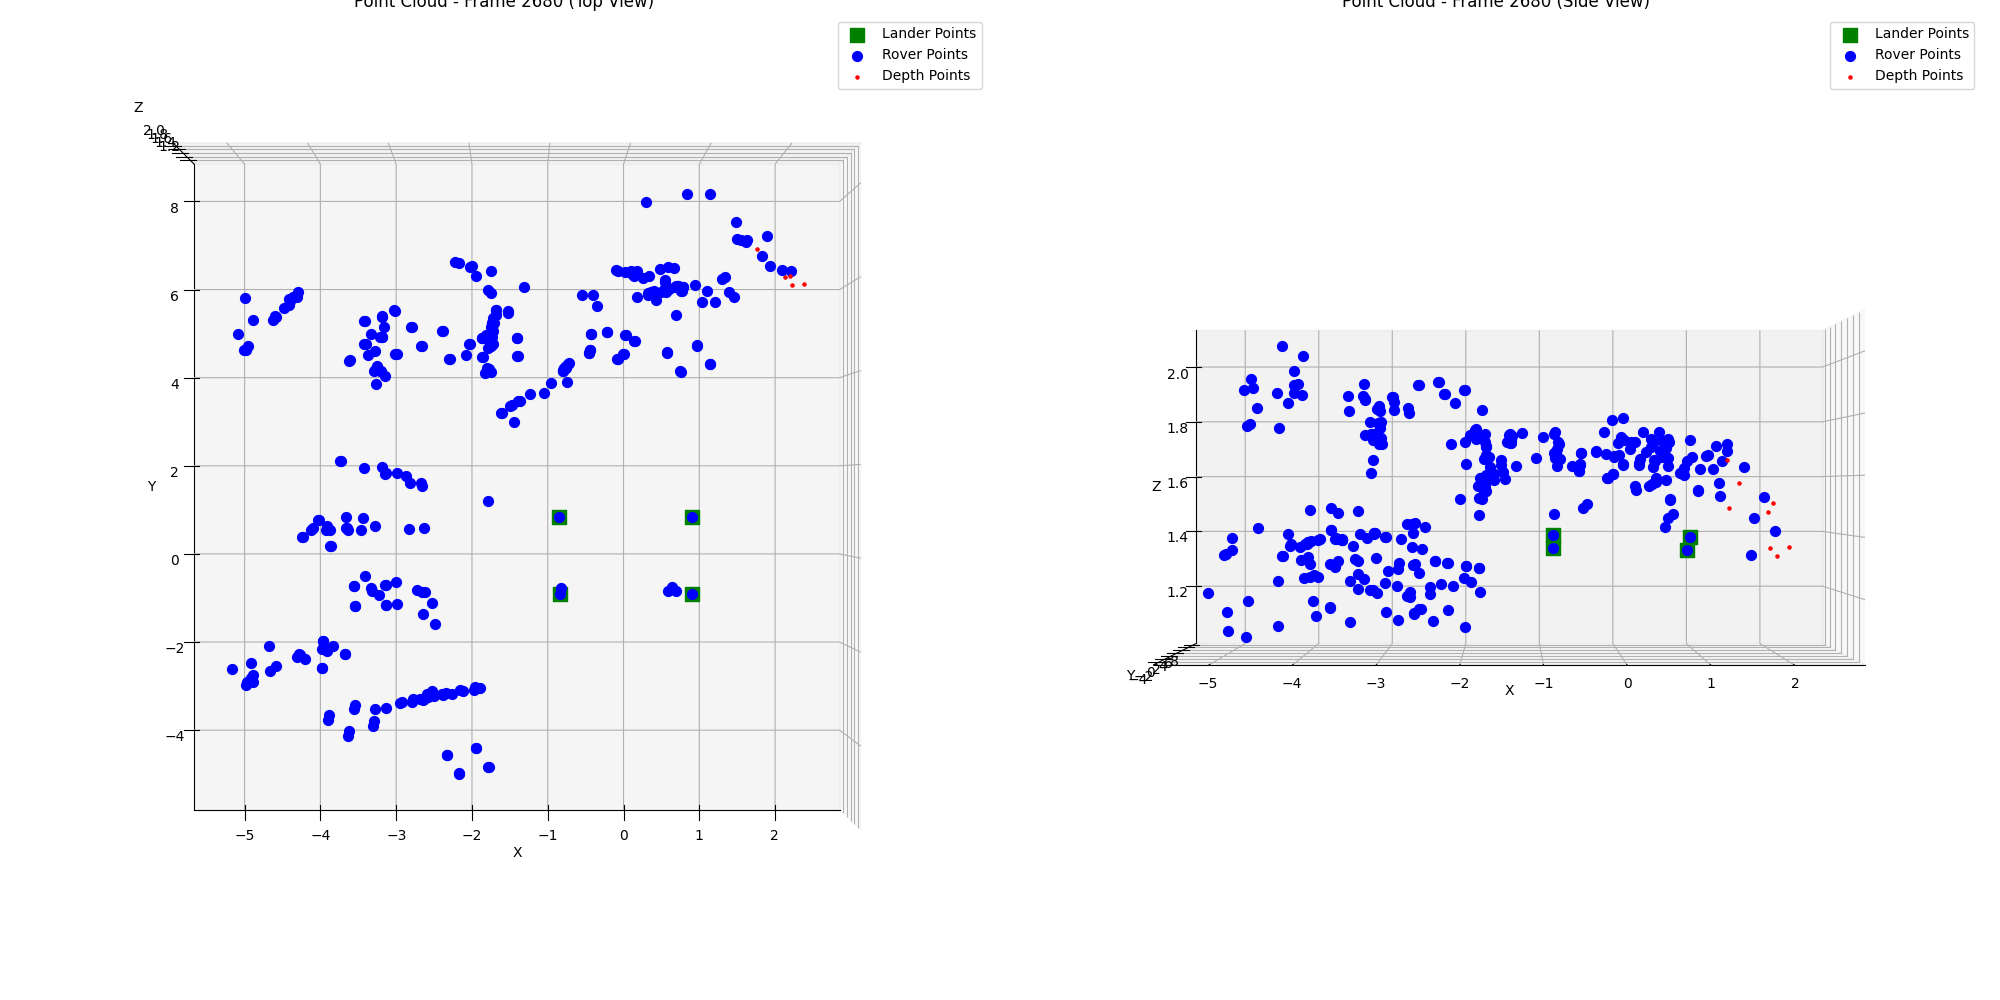 Point Cloud - Frame 2680 (Top View)
Lander Points
Rover Points
Depth Points
Z
2.0
8
6
4
2
0
−2
−4
Y
−5 −4 −3 −2 −1 0 1 2
X
Point Cloud - Frame 2680 (Side View)
Lander Points
Rover Points
Depth Points
2.0
1.8
1.6
1.4
1.2
Z
Y
−5 −4 −3 −2 −1 0 1 2
X